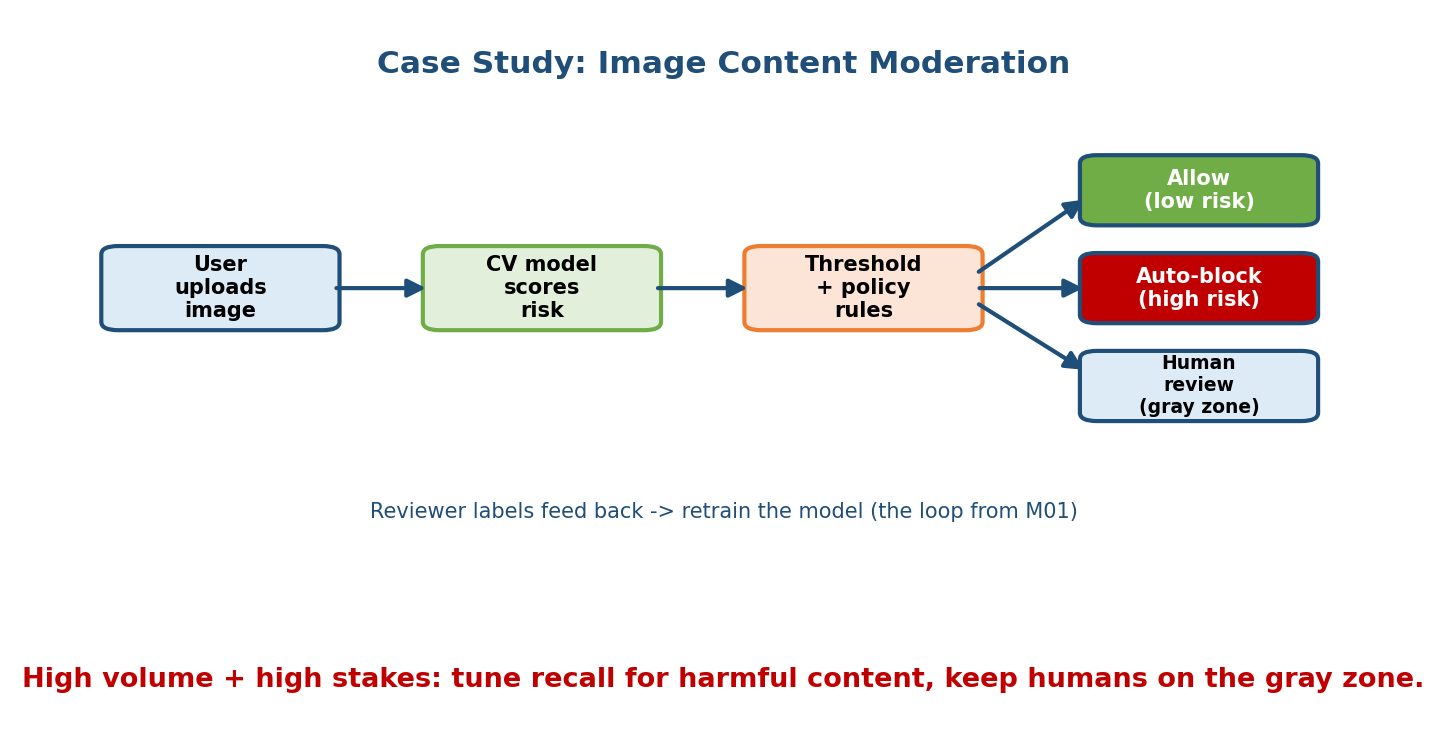 Case Study: Image Content Moderation
User
uploads
image
CV model
scores
risk
Threshold
+ policy
rules
Allow
(low risk)
Auto-block
(high risk)
Human
review
(gray zone)
Reviewer labels feed back -> retrain the model (the loop from M01)
High volume + high stakes: tune recall for harmful content, keep humans on the gray zone.